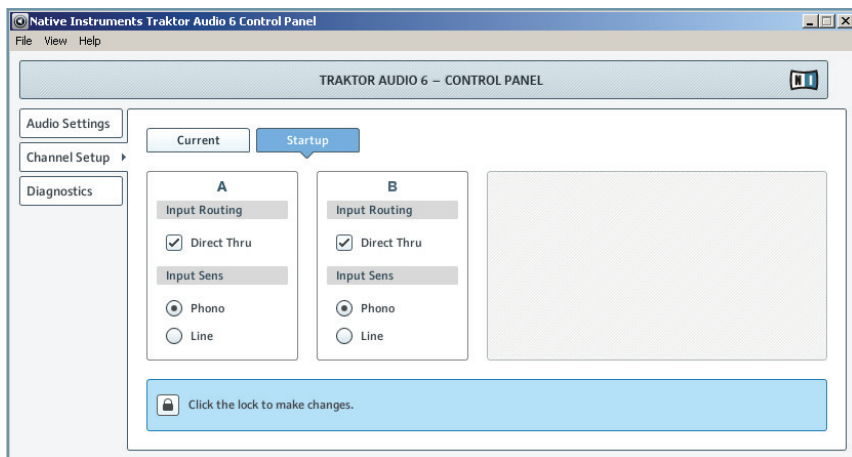 Native Instruments Traktor Audio 6 Control Panel
File View Help
TRAKTOR AUDIO 6 – CONTROL PANEL
Audio Settings
Channel Setup
Diagnostics
Current Startup
A
Input Routing
Direct Thru
Input Sens
Phono
Line
B
Input Routing
Direct Thru
Input Sens
Phono
Line
Click the lock to make changes.